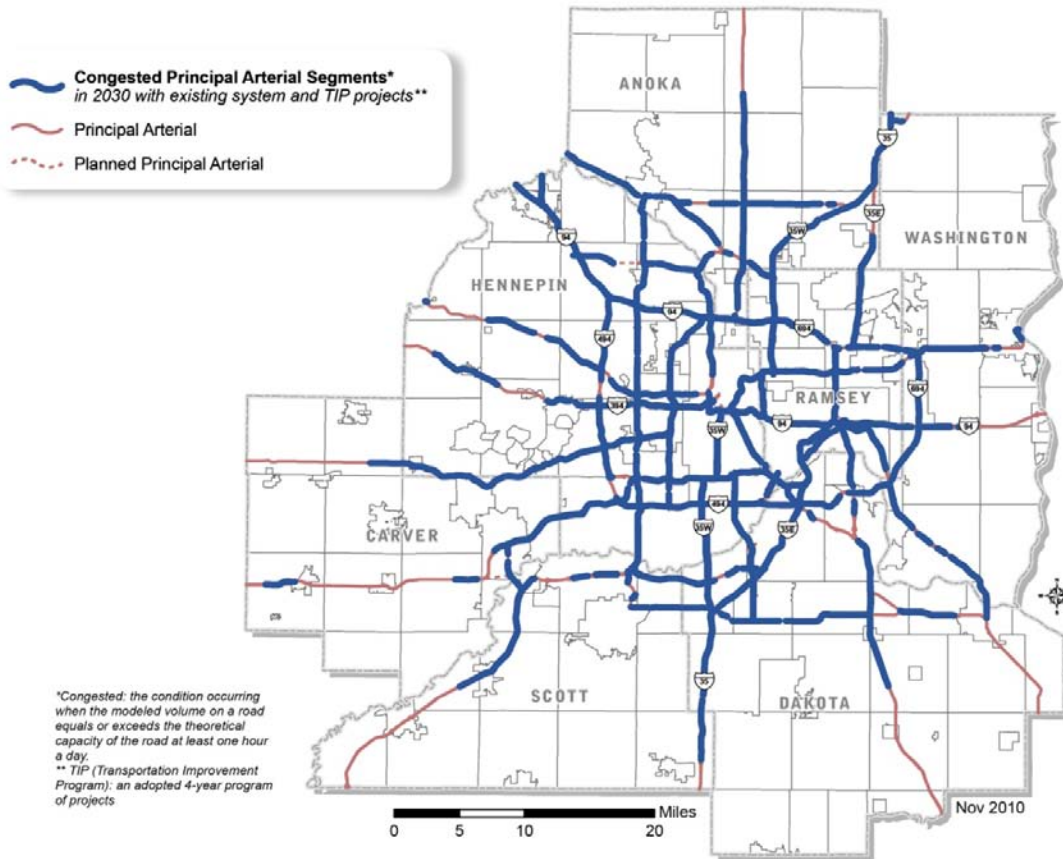 Congested Principal Arterial Segments*
in 2030 with existing system and TIP projects**
Principal Arterial
Planned Principal Arterial
ANOKA
35
94
35W
35E
WASHINGTON
HENNEPIN
94
694
494
RAMSEY
694
394
35W
94
94
494
35W
35E
CARVER
35
SCOTT
DAKOTA
*Congested: the condition occurring
when the modeled volume on a road
equals or exceeds the theoretical
capacity of the road at least one hour
a day.
** TIP (Transportation Improvement
Program): an adopted 4-year program
of projects
Nov 2010
Miles
0 5 10 20